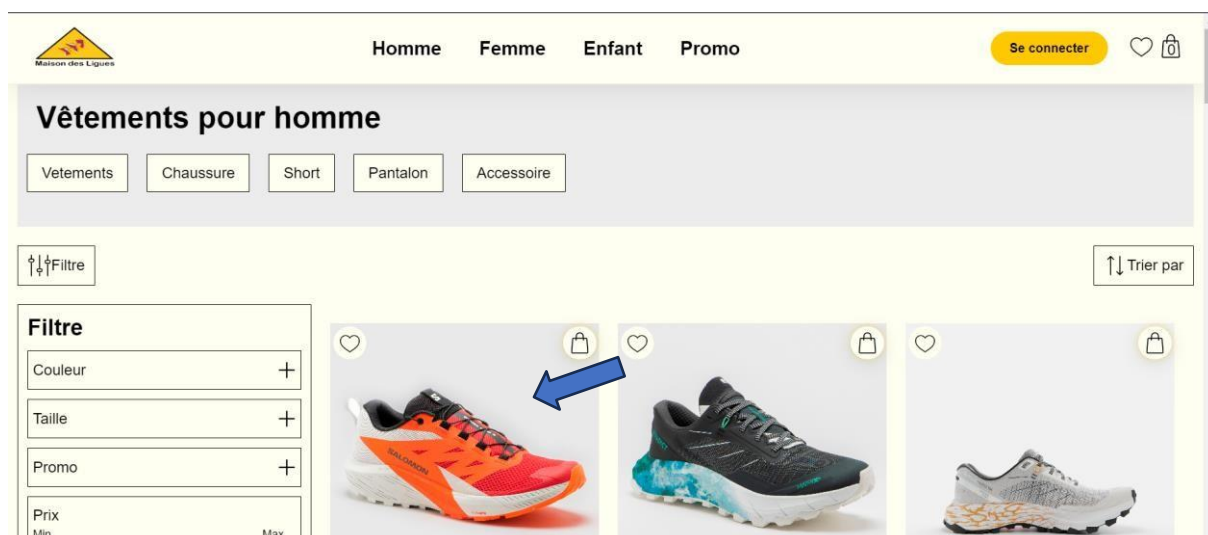 Maison des Ligues
Homme Femme Enfant Promo
Se connecter
0
Vêtements pour homme
Vetements Chaussure Short Pantalon Accessoire
Filtre
Trier par
Filtre
Couleur
Taille
Promo
Prix
Min Max
SALOMON